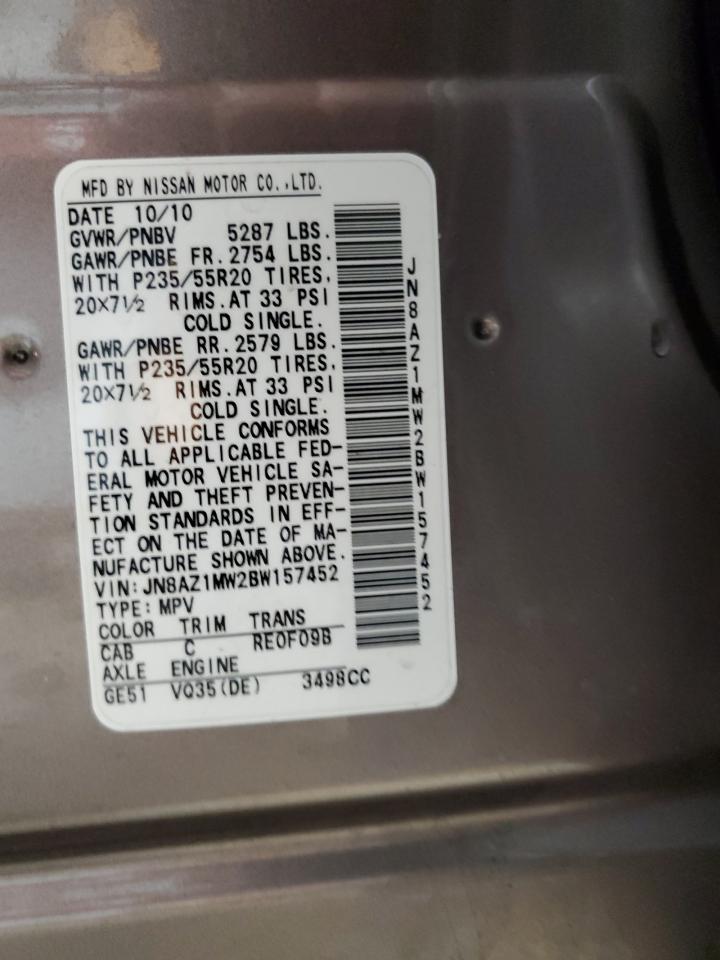 MFD BY NISSAN MOTOR CO.,LTD.
DATE 10/10
GVWR/PNBV 5287 LBS.
GAWR/PNBE FR. 2754 LBS.
WITH P235/55R20 TIRES,
20×7½ RIMS. AT 33 PSI
COLD SINGLE.
GAWR/PNBE RR. 2579 LBS.
WITH P235/55R20 TIRES,
20×7½ RIMS. AT 33 PSI
COLD SINGLE.
THIS VEHICLE CONFORMS
TO ALL APPLICABLE FED-
ERAL MOTOR VEHICLE SA-
FETY AND THEFT PREVEN-
TION STANDARDS IN EFF-
ECT ON THE DATE OF MA-
NUFACTURE SHOWN ABOVE.
VIN:JN8AZ1MW2BW157452
TYPE:MPV
COLOR TRIM TRANS
CAB C RE0F09B
AXLE ENGINE
GE51 VQ35(DE) 3498CC
JN8AZ1MW2BW157452